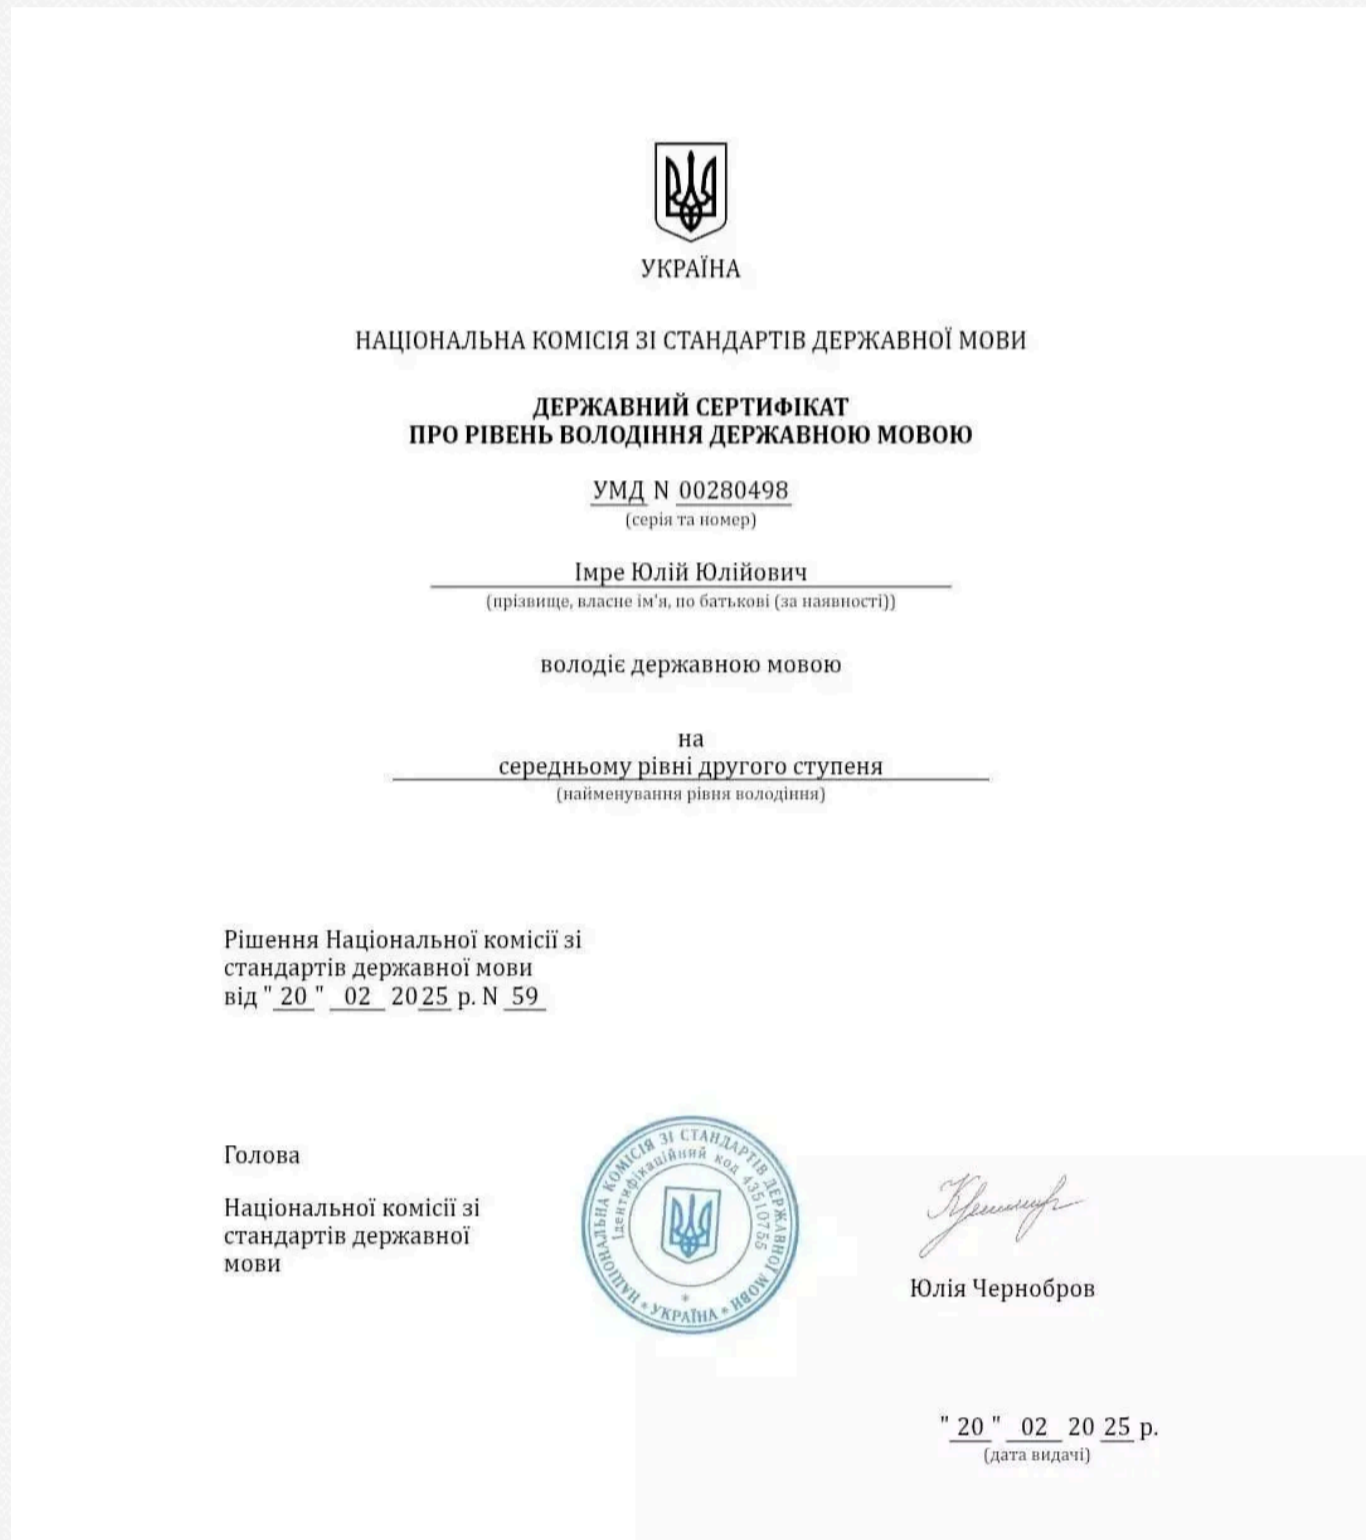 УКРАЇНА
НАЦІОНАЛЬНА КОМІСІЯ ЗІ СТАНДАРТІВ ДЕРЖАВНОЇ МОВИ
ДЕРЖАВНИЙ СЕРТИФІКАТ
ПРО РІВЕНЬ ВОЛОДІННЯ ДЕРЖАВНОЮ МОВОЮ
УМД N 00280498
(серія та номер)
Імре Юлій Юлійович
(прізвище, власне ім'я, по батькові (за наявності))
володіє державною мовою
на
середньому рівні другого ступеня
(найменування рівня володіння)
Рішення Національної комісії зі
стандартів державної мови
від " 20 " 02 2025 р. N 59
Голова
Національної комісії зі
стандартів державної
мови
НАЦІОНАЛЬНА КОМІСІЯ ЗІ СТАНДАРТІВ ДЕРЖАВНОЇ МОВИ * УКРАЇНА *
Ідентифікаційний код 43510755
*
Юлія Чернобров
" 20 " 02 20 25 р.
(дата видачі)